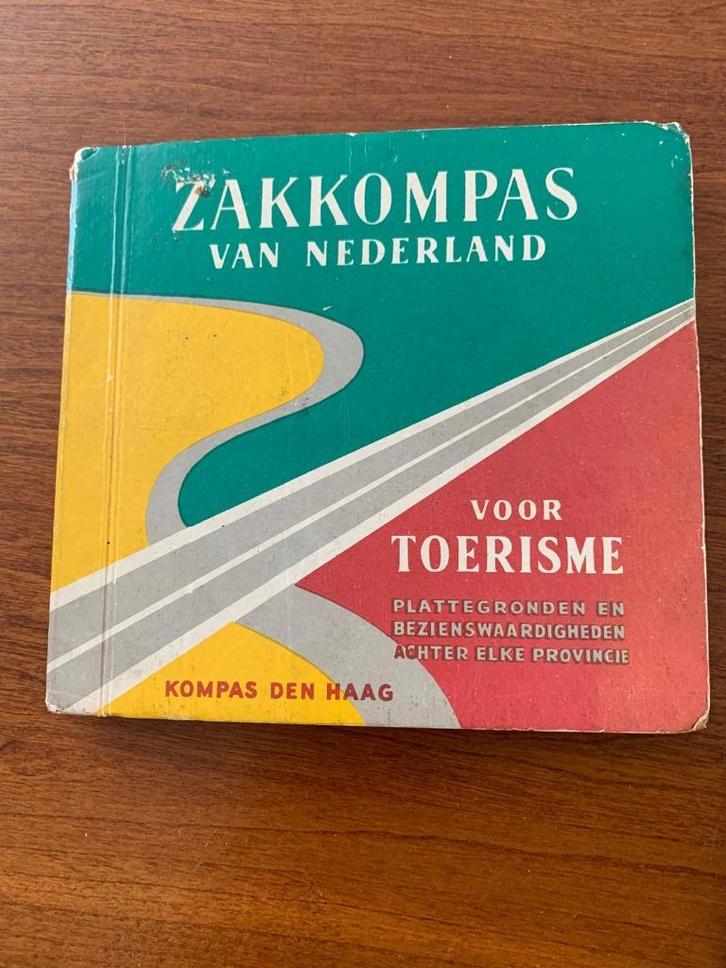 ZAKKOMPAS
VAN NEDERLAND
VOOR
TOERISME
PLATTEGRONDEN EN
BEZIENSWAARDIGHEDEN
ACHTER ELKE PROVINCIE
KOMPAS DEN HAAG